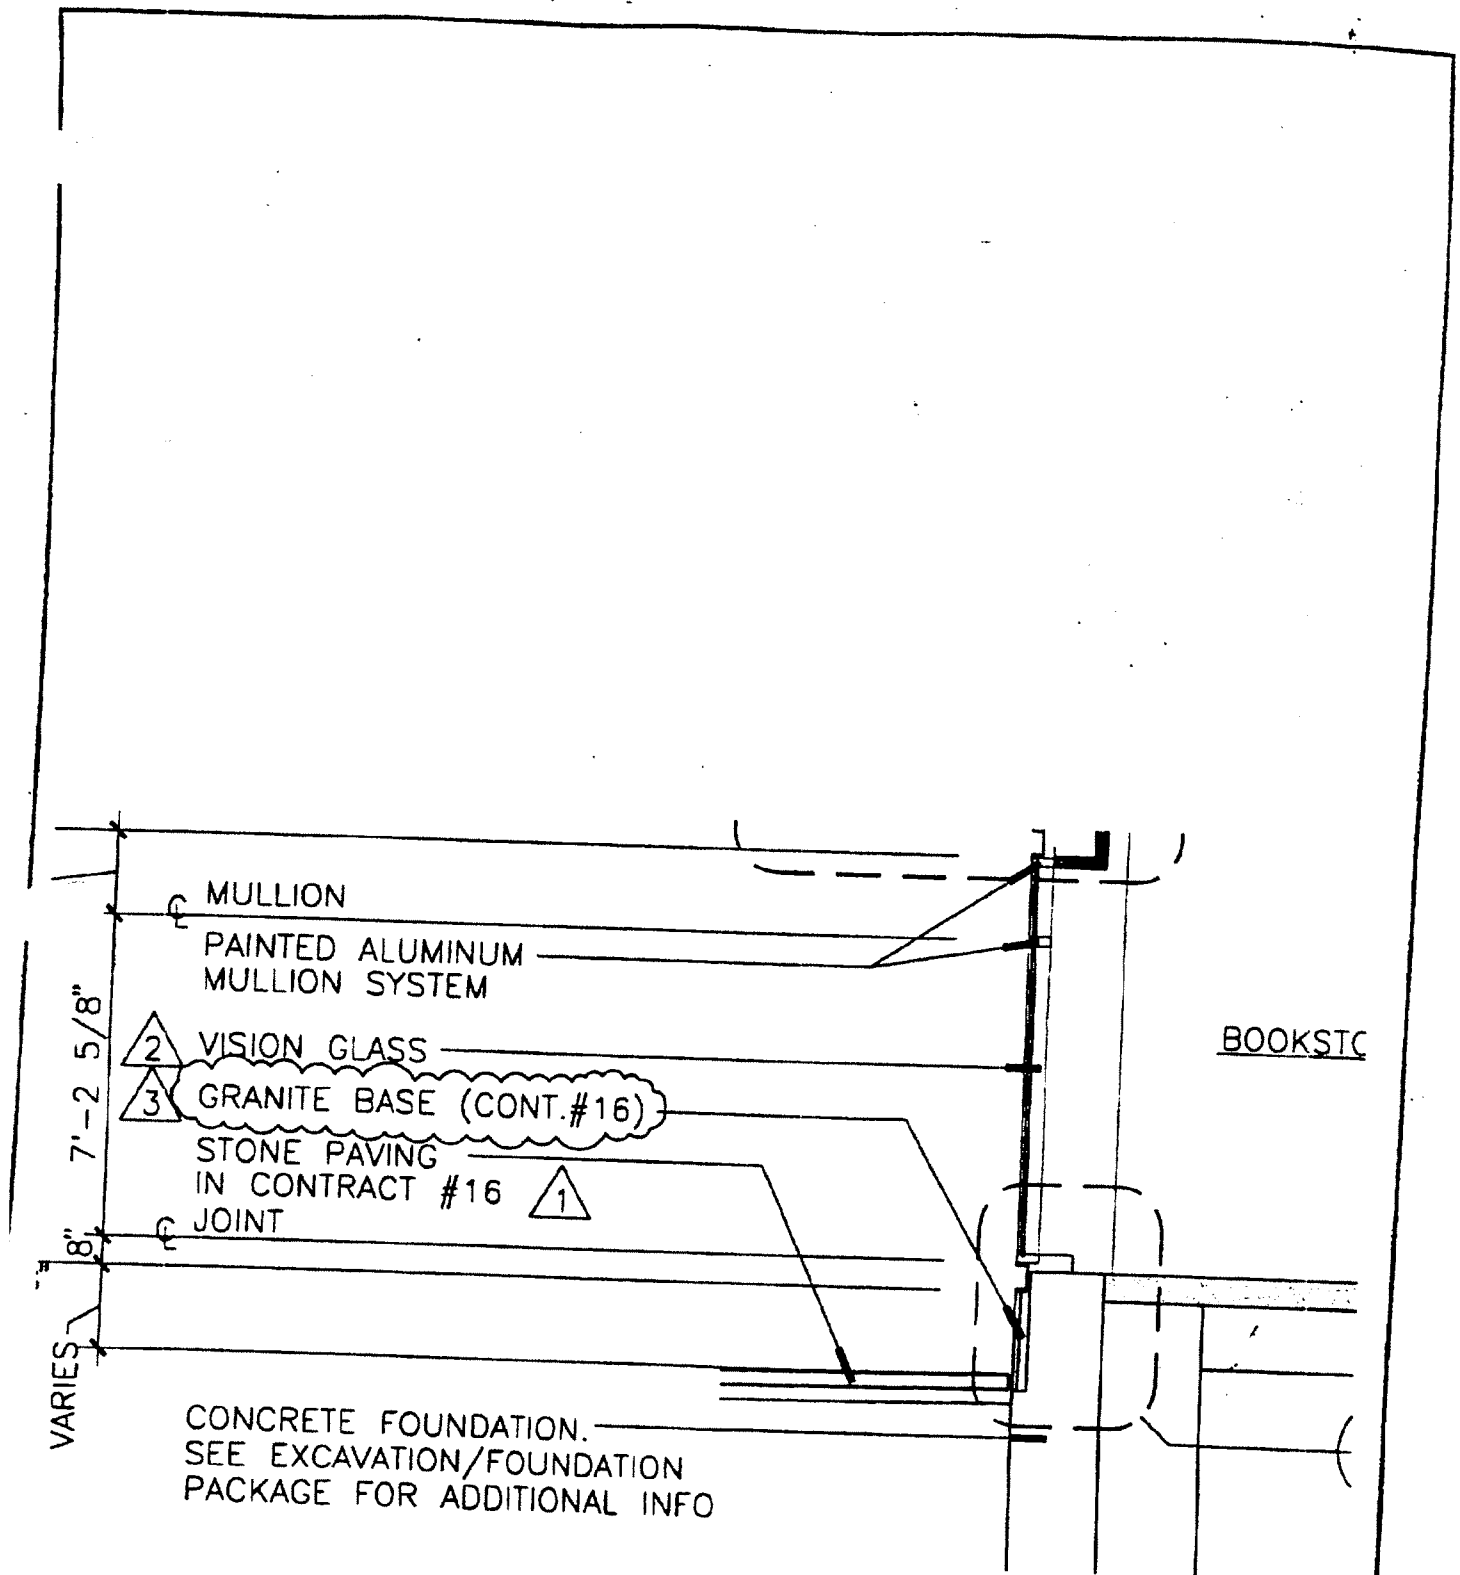 ℄ MULLION
PAINTED ALUMINUM
MULLION SYSTEM
2 VISION GLASS
3 GRANITE BASE (CONT.#16)
STONE PAVING
IN CONTRACT #16 1
℄ JOINT
7'-2 5/8"
8"
VARIES
BOOKSTC
CONCRETE FOUNDATION.
SEE EXCAVATION/FOUNDATION
PACKAGE FOR ADDITIONAL INFO